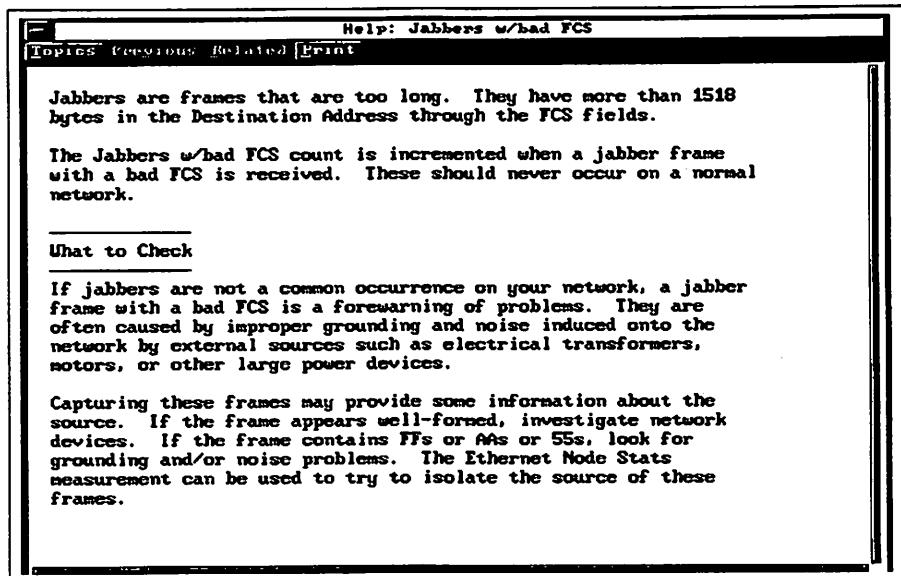 Help: Jabbers w/bad FCS
Topics Previous Related Print
Jabbers are frames that are too long. They have more than 1518
bytes in the Destination Address through the FCS fields.
The Jabbers w/bad FCS count is incremented when a jabber frame
with a bad FCS is received. These should never occur on a normal
network.
What to Check
If jabbers are not a common occurrence on your network, a jabber
frame with a bad FCS is a forewarning of problems. They are
often caused by improper grounding and noise induced onto the
network by external sources such as electrical transformers,
motors, or other large power devices.
Capturing these frames may provide some information about the
source. If the frame appears well-formed, investigate network
devices. If the frame contains FFs or AAs or 55s, look for
grounding and/or noise problems. The Ethernet Node Stats
measurement can be used to try to isolate the source of these
frames.